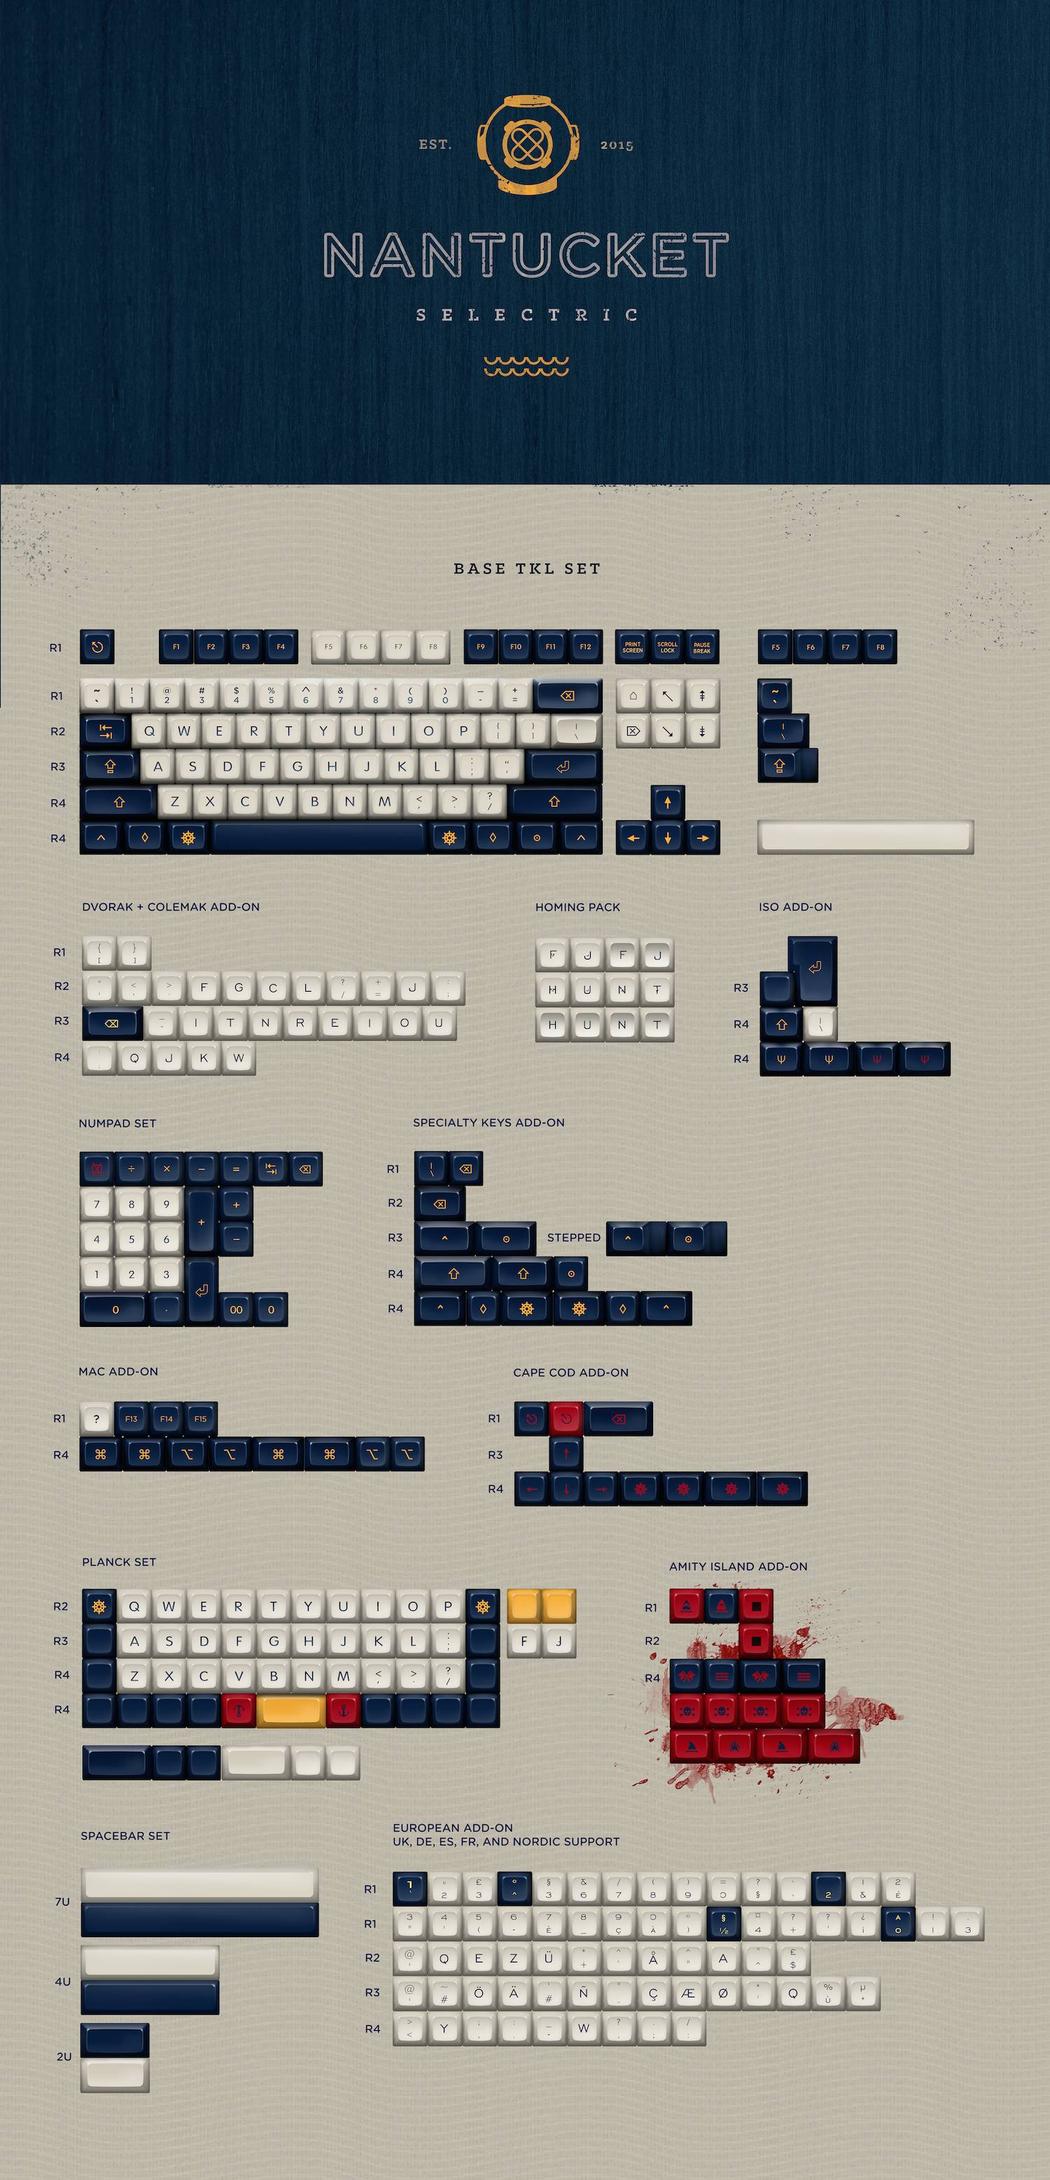 EST.
2015
NANTUCKET
SELECTRIC
BASE TKL SET
R1 F1 F2 F3 F4 F5 F6 F7 F8 F9 F10 F11 F12 PRINT SCREEN SCROLL LOCK PAUSE BREAK F5 F6 F7 F8
R1 ~ ` ! 1 @ 2 # 3 $ 4 % 5 ^ 6 & 7 * 8 ( 9 ) 0 - + =
R2 Q W E R T Y U I O P { [ } ] | \
R3 A S D F G H J K L : ; " '
R4 Z X C V B N M < , > . ? /
R4
DVORAK + COLEMAK ADD-ON
R1 { [ } ]
R2 F G C L ? / + = J : ;
R3 I T N R E I O U
R4 Q J K W
HOMING PACK
F J F J
H U N T
H U N T
ISO ADD-ON
R3
R4
R4
NUMPAD SET
÷ × − =
7 8 9 + +
4 5 6 −
1 2 3
0 . 00 0
SPECIALTY KEYS ADD-ON
R1 | \
R2
R3 STEPPED
R4
R4
MAC ADD-ON
R1 ? F13 F14 F15
R4 ⌘ ⌘ ⌥ ⌥ ⌘ ⌘ ⌥ ⌥
CAPE COD ADD-ON
R1
R3
R4
PLANCK SET
R2 Q W E R T Y U I O P
R3 A S D F G H J K L : ; F J
R4 Z X C V B N M < , > . ? /
R4
AMITY ISLAND ADD-ON
R1
R2
R4
SPACEBAR SET
7U
4U
2U
EUROPEAN ADD-ON
UK, DE, ES, FR, AND NORDIC SUPPORT
R1
R1
R2 Q E Z Ü Å A £ $
R3 Ö Ä Ñ Ç Æ Ø Q
R4 Y W